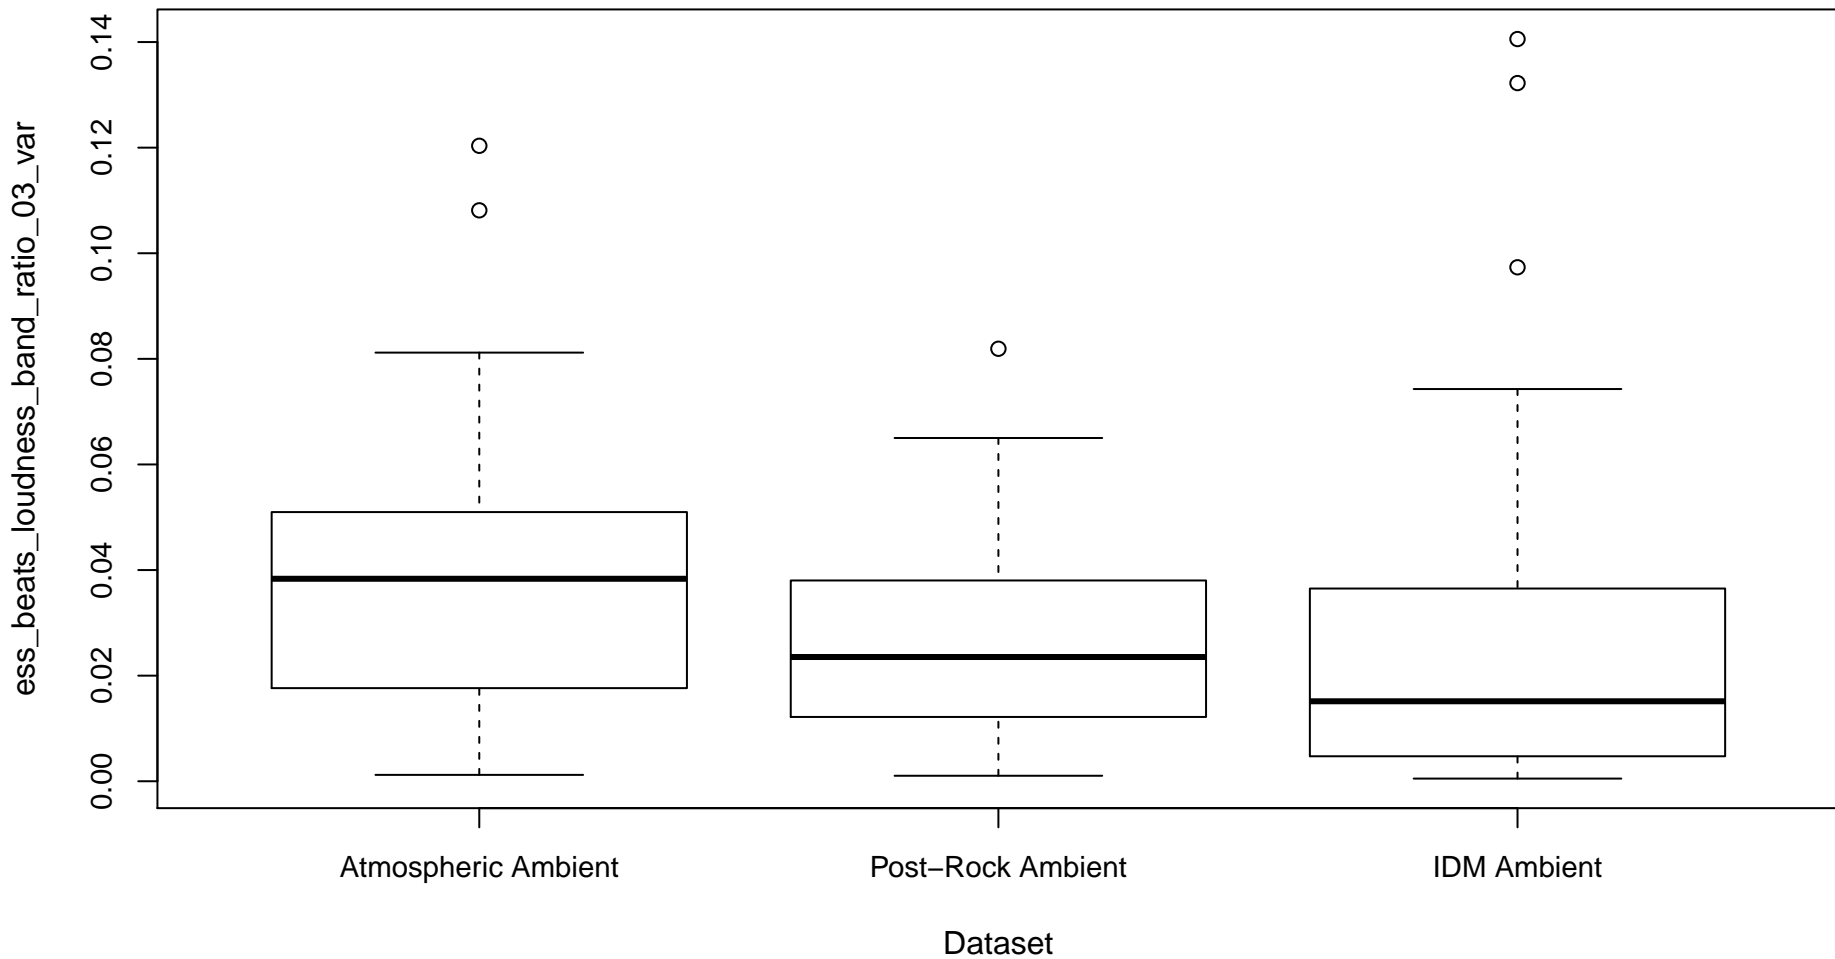 ess_beats_loudness_band_ratio_03_var
0.14
0.12
0.10
0.08
0.06
0.04
0.02
0.00
Atmospheric Ambient
Post−Rock Ambient
IDM Ambient
Dataset